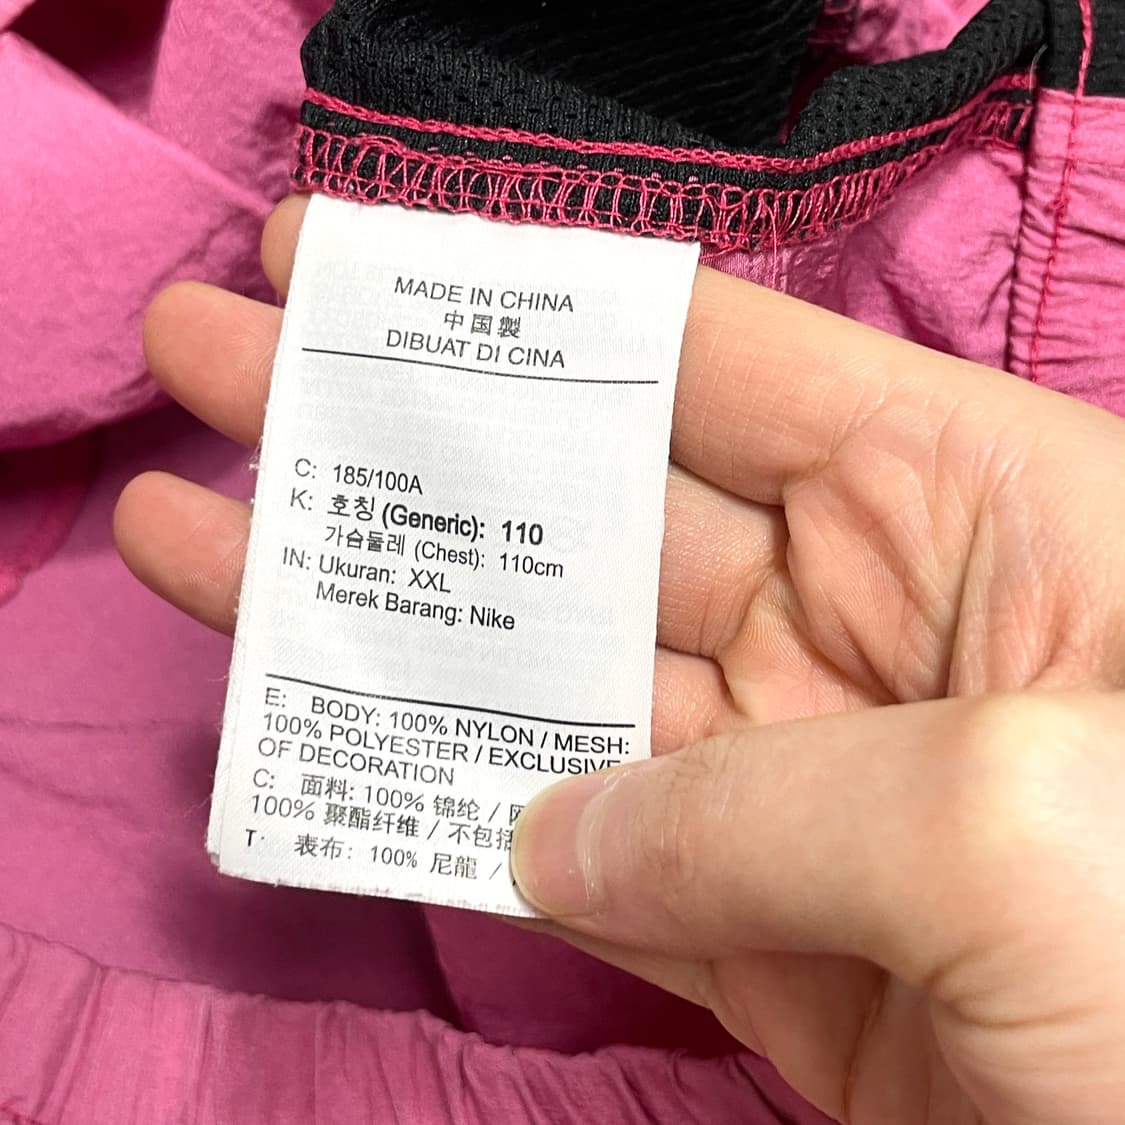 MADE IN CHINA
中国製
DIBUAT DI CINA
C: 185/100A
K: 호칭 (Generic): 110
가슴둘레 (Chest): 110cm
IN: Ukuran: XXL
Merek Barang: Nike
E: BODY: 100% NYLON / MESH:
100% POLYESTER / EXCLUSIVE
OF DECORATION
C: 面料: 100% 锦纶 /
100% 聚酯纤维 / 不包括
T: 表布: 100% 尼龍 /